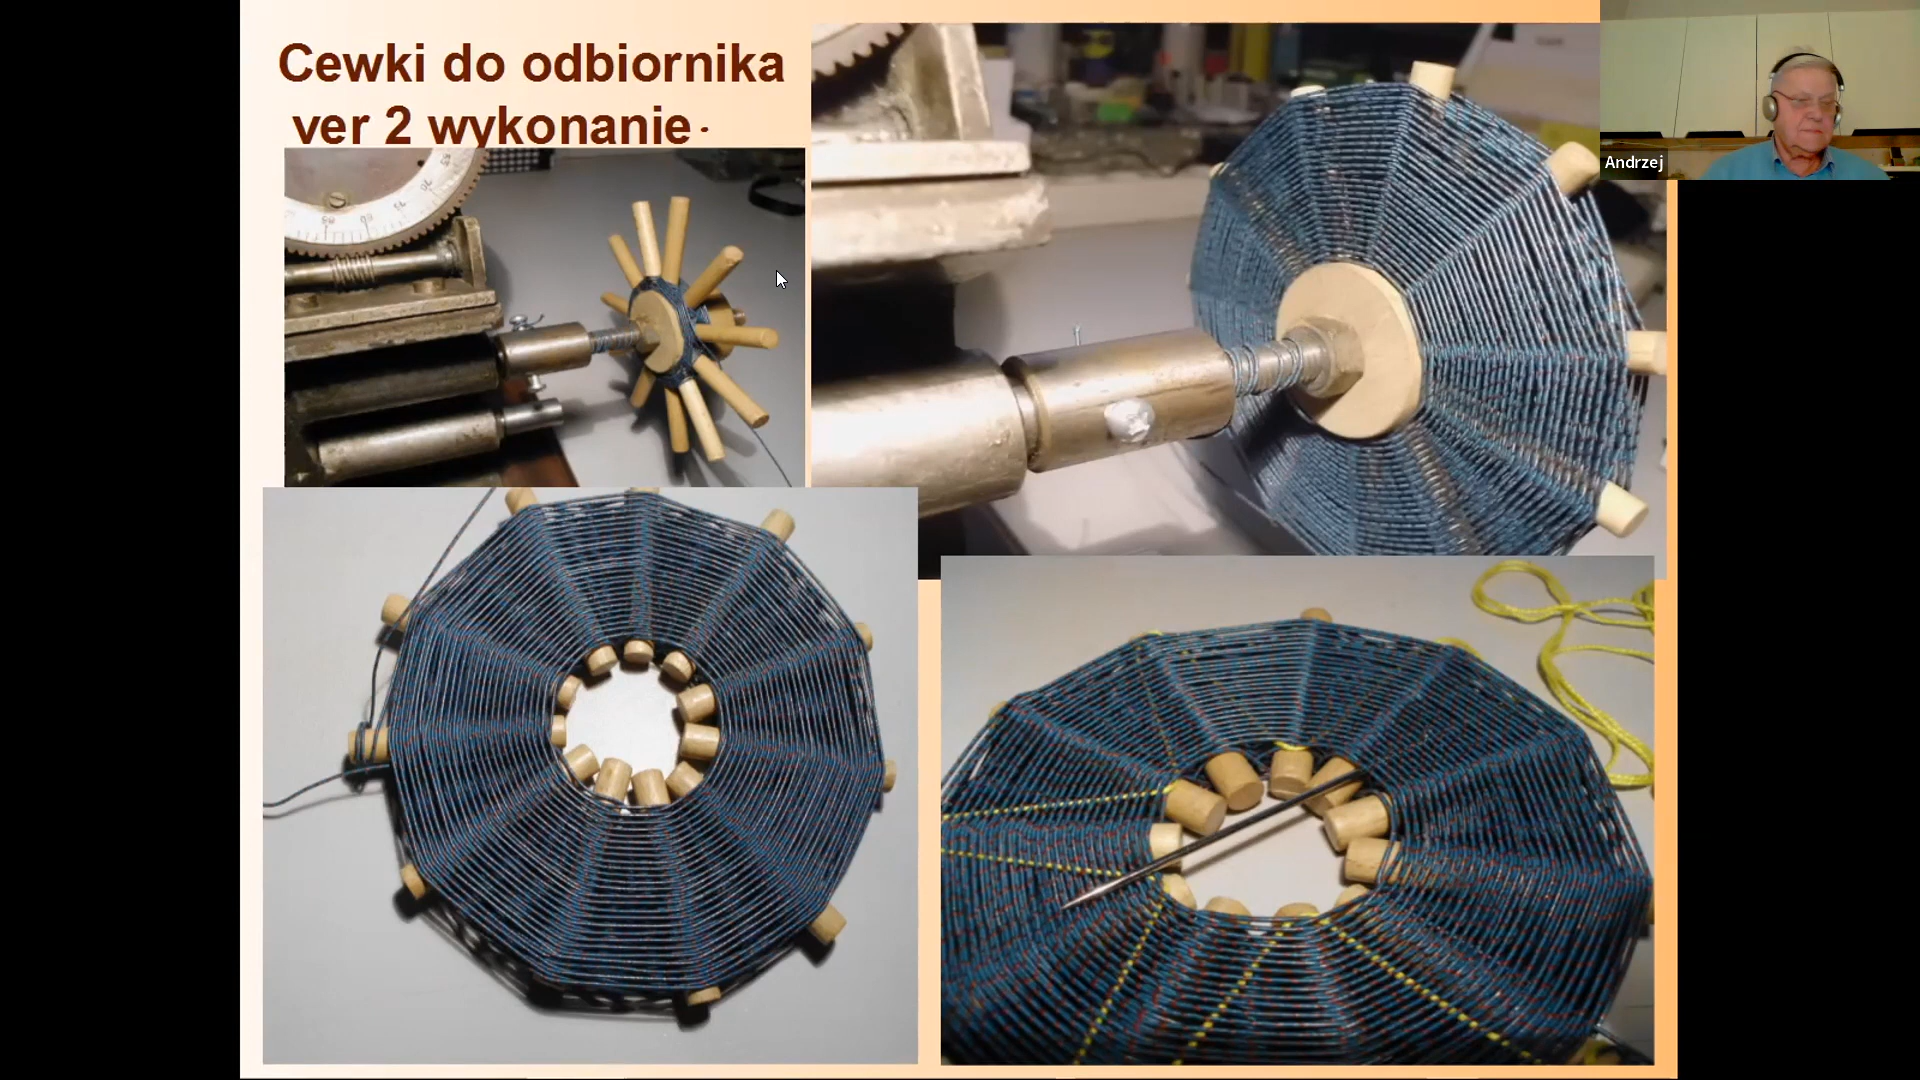 Cewki do odbiornika
ver 2 wykonanie.
Andrzej